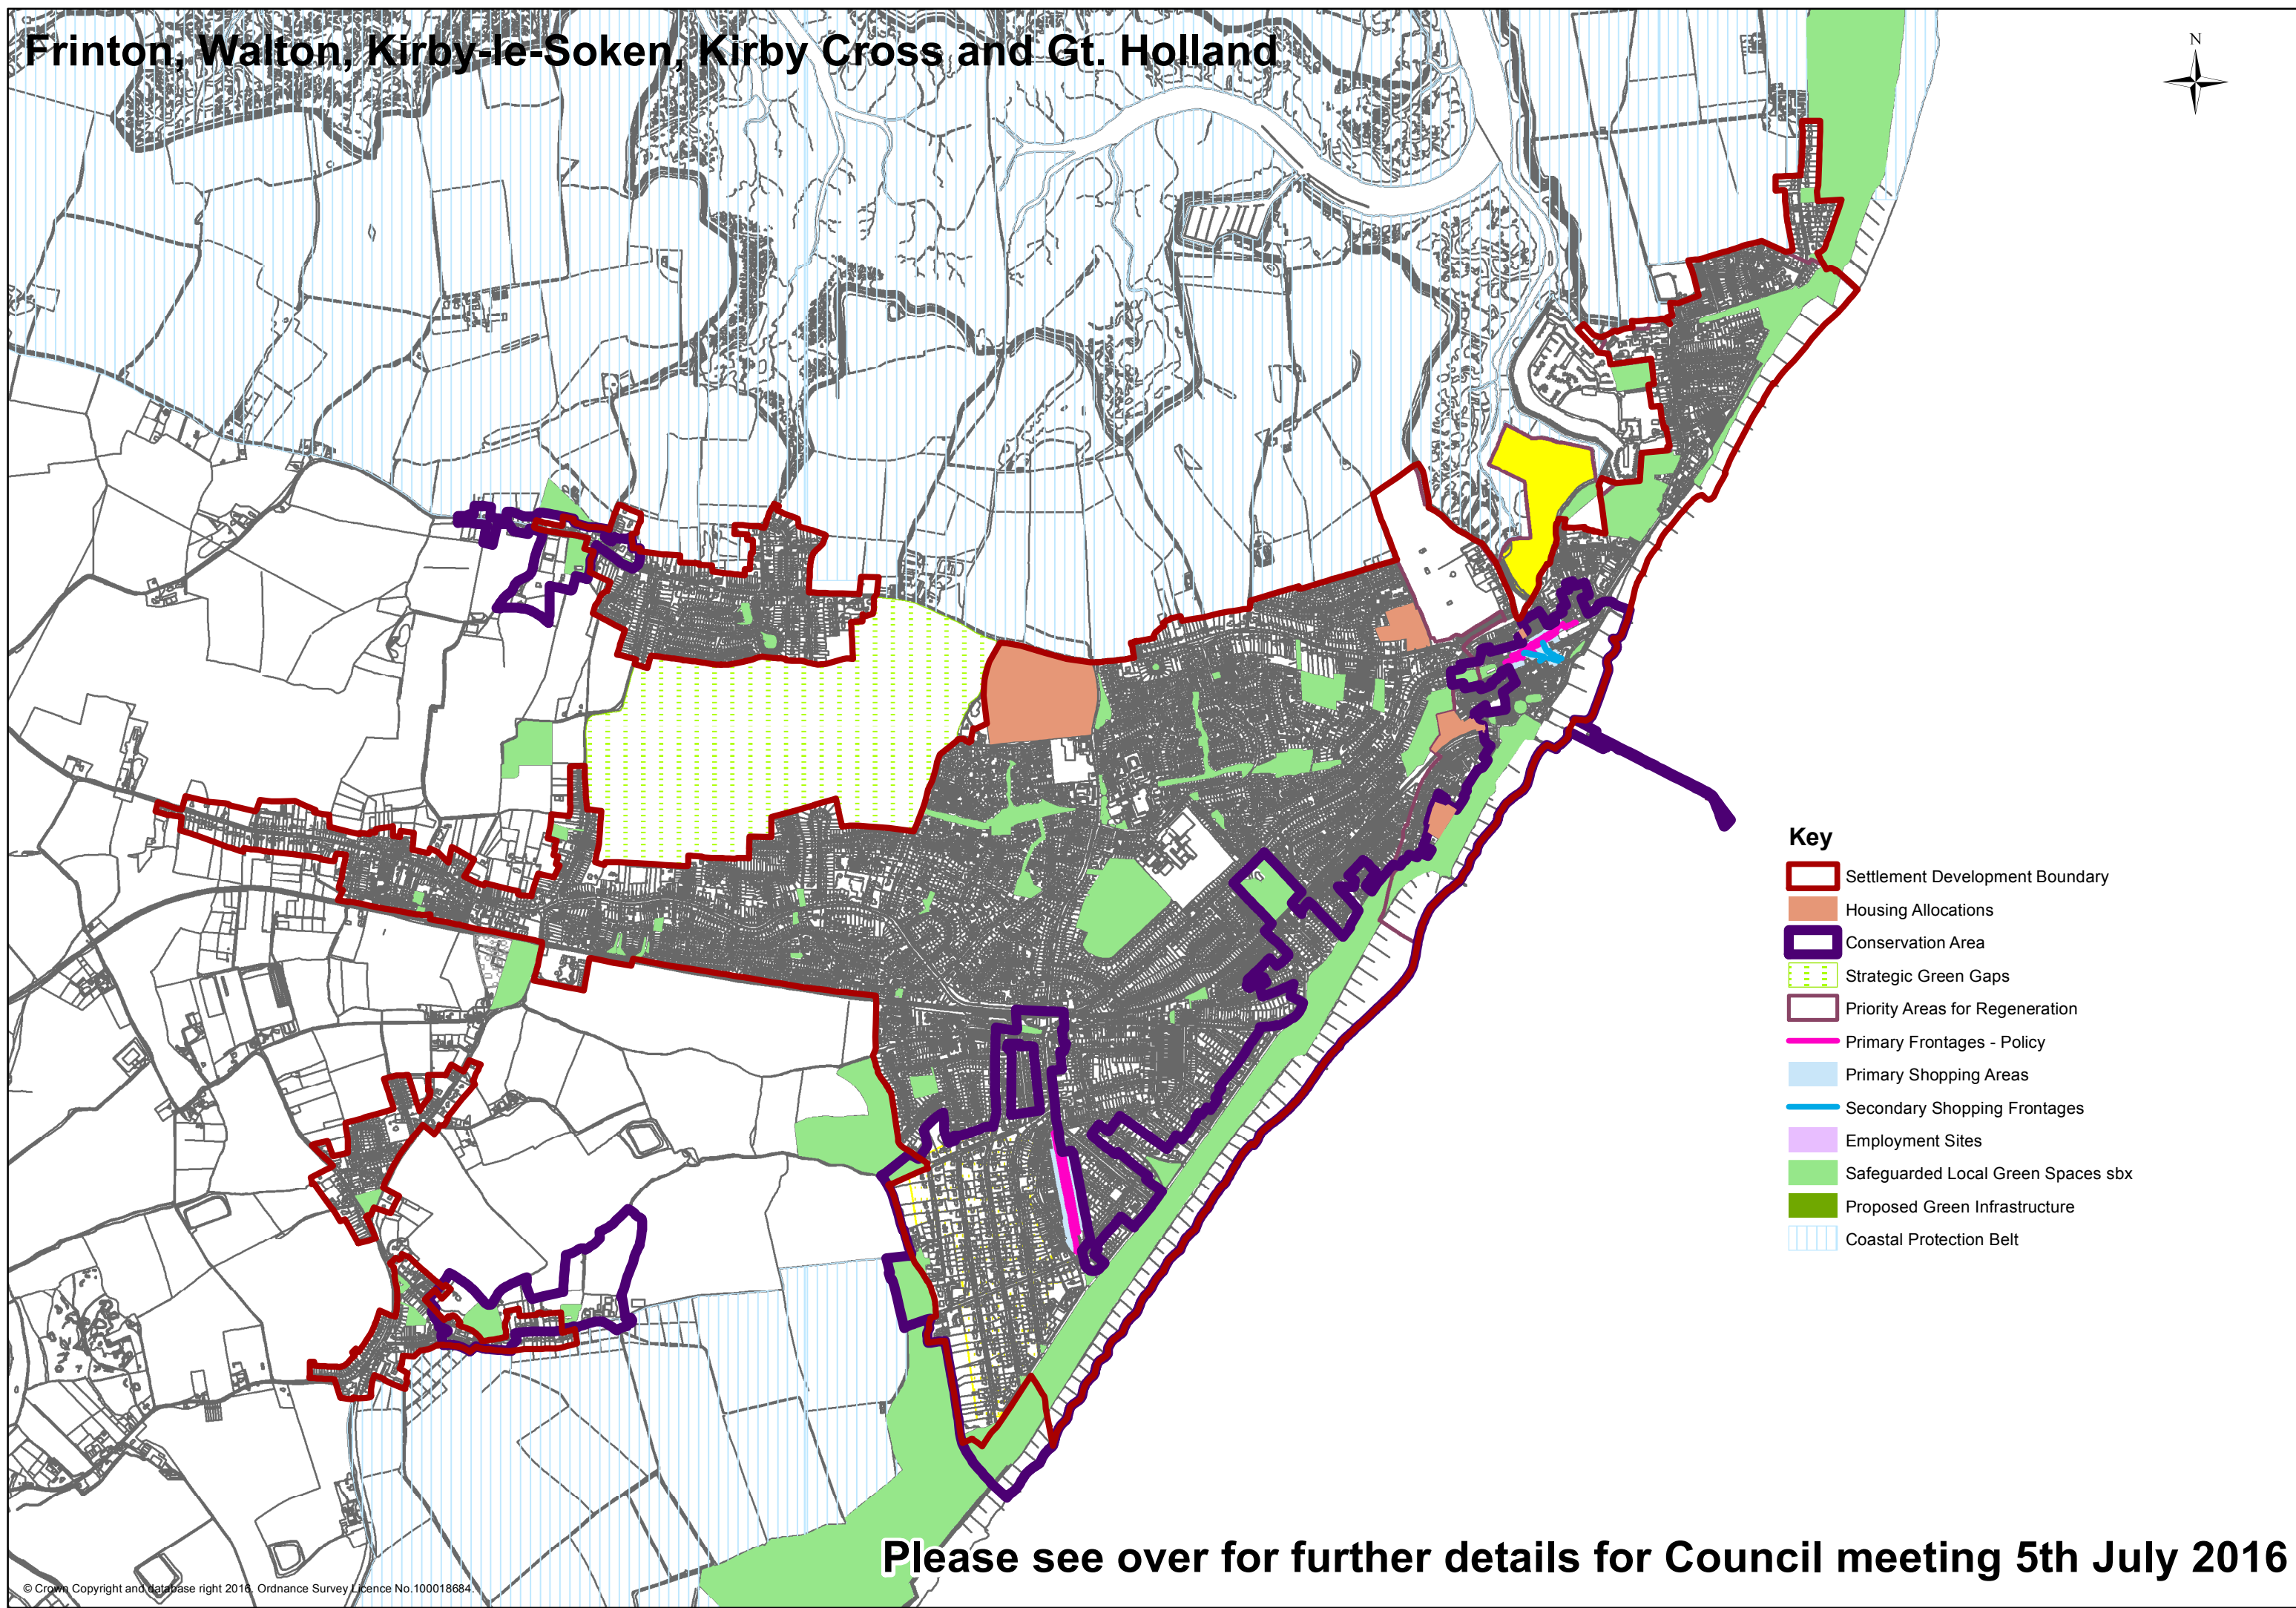 Frinton, Walton, Kirby-le-Soken, Kirby Cross and Gt. Holland
N
Key
Settlement Development Boundary
Housing Allocations
Conservation Area
Strategic Green Gaps
Priority Areas for Regeneration
Primary Frontages - Policy
Primary Shopping Areas
Secondary Shopping Frontages
Employment Sites
Safeguarded Local Green Spaces sbx
Proposed Green Infrastructure
Coastal Protection Belt
Please see over for further details for Council meeting 5th July 2016
© Crown Copyright and database right 2016. Ordnance Survey Licence No.100018684.